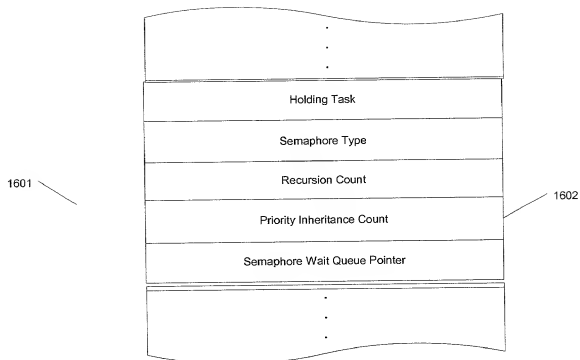 Holding Task
Semaphore Type
Recursion Count
1601
1602
Priority Inheritance Count
Semaphore Wait Queue Pointer